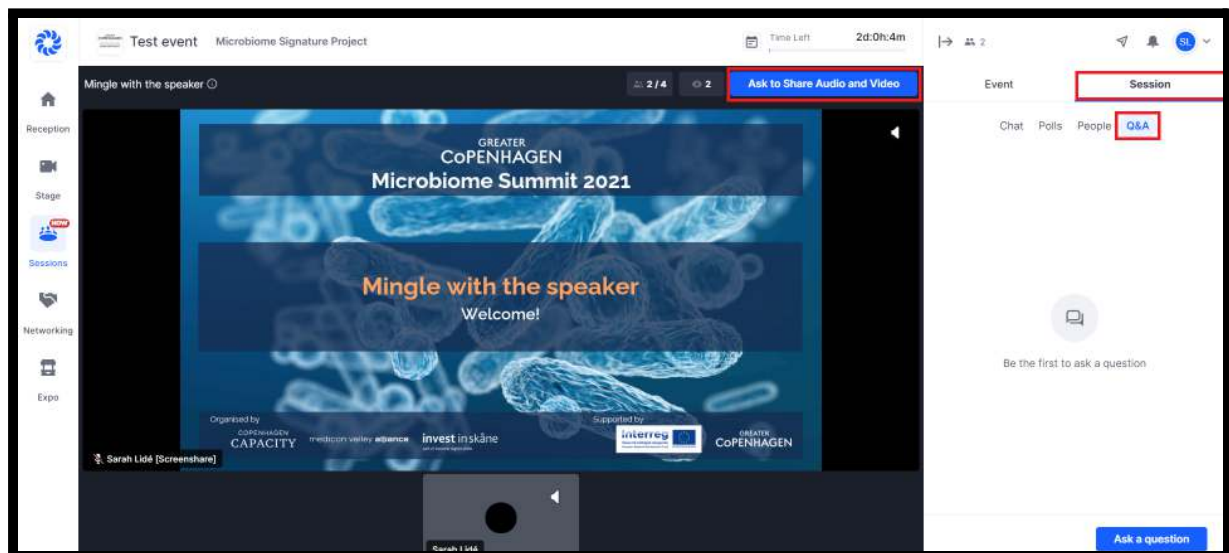 Test event Microbiome Signature Project Time Left 2d:0h:4m 2 SL
Mingle with the speaker 2/4 2 Ask to Share Audio and Video
Event Session
Chat Polls People Q&A
Reception
Stage
NOW
Sessions
Networking
Expo
GREATER
COPENHAGEN
Microbiome Summit 2021
Mingle with the speaker
Welcome!
Organised by
COPENHAGEN
CAPACITY
medicon valley alliance
invest in skåne
Supported by
Interreg
GREATER
COPENHAGEN
Sarah Lidé [Screenshare]
Sarah Lidé
Be the first to ask a question
Ask a question